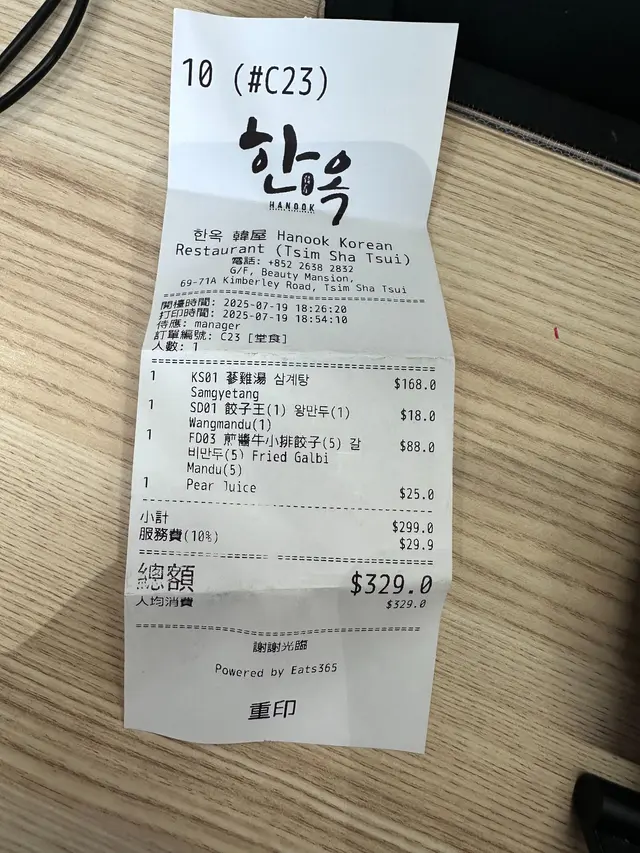 10 (#C23)
한옥
HANOOK
한옥 韓屋 Hanook Korean
Restaurant (Tsim Sha Tsui)
電話: +852 2638 2832
G/F, Beauty Mansion,
69-71A Kimberley Road, Tsim Sha Tsui
開檯時間: 2025-07-19 18:26:20
打印時間: 2025-07-19 18:54:10
侍應: manager
訂單編號: C23 [堂食]
人數: 1
1 KS01 蔘雞湯 삼계탕 $168.0
Samgyetang
1 SD01 餃子王(1) 왕만두(1) $18.0
Wangmandu(1)
1 FD03 煎醬牛小排餃子(5) 갈 $88.0
비만두(5) Fried Galbi
Mandu(5)
1 Pear Juice $25.0
小計 $299.0
服務費(10%) $29.9
總額 $329.0
人均消費 $329.0
謝謝光臨
Powered by Eats365
重印